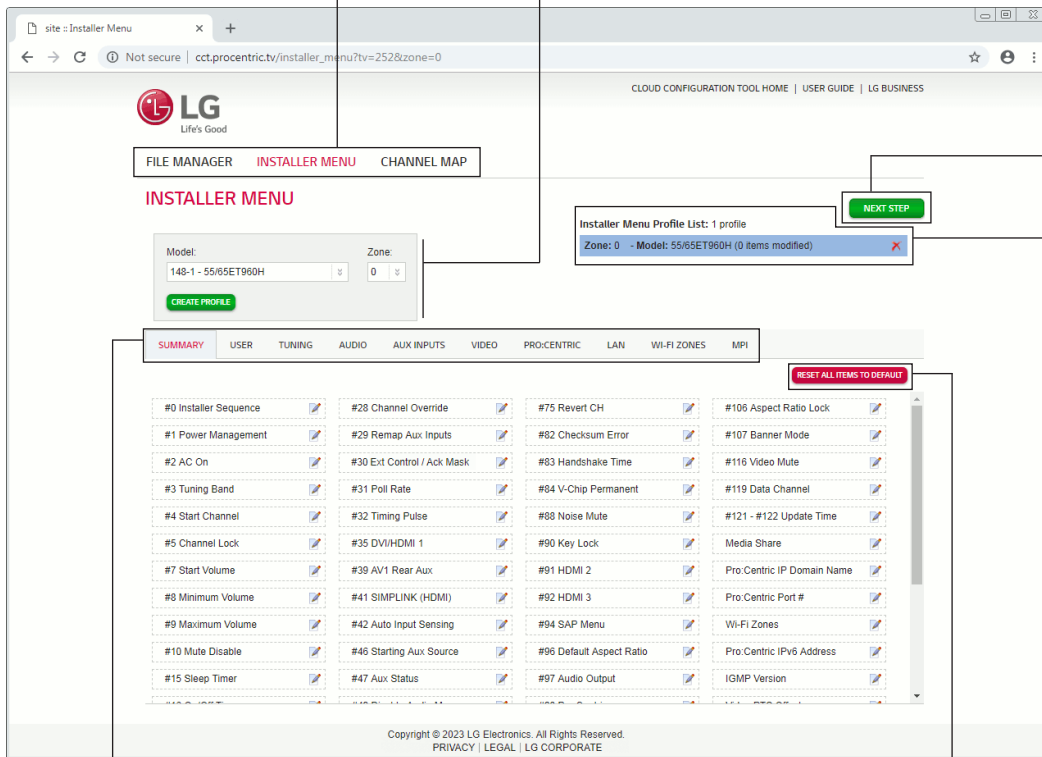 site :: Installer Menu
Not secure | cct.procentric.tv/installer_menu?tv=252&zone=0
CLOUD CONFIGURATION TOOL HOME | USER GUIDE | LG BUSINESS
LG
Life's Good
FILE MANAGER INSTALLER MENU CHANNEL MAP
INSTALLER MENU
NEXT STEP
Installer Menu Profile List: 1 profile
Zone: 0 - Model: 55/65ET960H (0 items modified)
Model: Zone:
148-1 - 55/65ET960H 0
CREATE PROFILE
SUMMARY USER TUNING AUDIO AUX INPUTS VIDEO PRO:CENTRIC LAN WI-FI ZONES MPI
RESET ALL ITEMS TO DEFAULT
#0 Installer Sequence #28 Channel Override #75 Revert CH #106 Aspect Ratio Lock
#1 Power Management #29 Remap Aux Inputs #82 Checksum Error #107 Banner Mode
#2 AC On #30 Ext Control / Ack Mask #83 Handshake Time #116 Video Mute
#3 Tuning Band #31 Poll Rate #84 V-Chip Permanent #119 Data Channel
#4 Start Channel #32 Timing Pulse #88 Noise Mute #121 - #122 Update Time
#5 Channel Lock #35 DVI/HDMI 1 #90 Key Lock Media Share
#7 Start Volume #39 AV1 Rear Aux #91 HDMI 2 Pro:Centric IP Domain Name
#8 Minimum Volume #41 SIMPLINK (HDMI) #92 HDMI 3 Pro:Centric Port #
#9 Maximum Volume #42 Auto Input Sensing #94 SAP Menu Wi-Fi Zones
#10 Mute Disable #46 Starting Aux Source #96 Default Aspect Ratio Pro:Centric IPv6 Address
#15 Sleep Timer #47 Aux Status #97 Audio Output IGMP Version
Copyright © 2023 LG Electronics. All Rights Reserved.
PRIVACY | LEGAL | LG CORPORATE